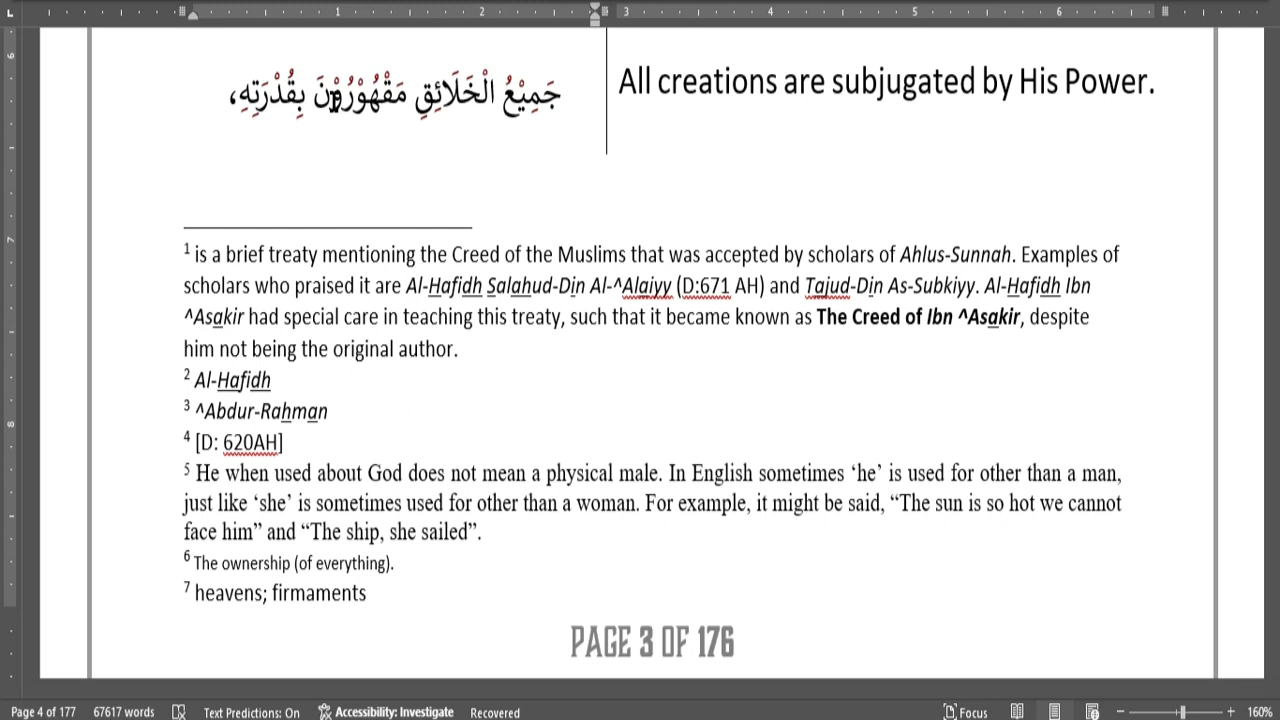 1 2 3 4 5 6
جَمِيْعُ الْخَلَائِقِ مَقْهُوْرُوْنَ بِقُدْرَتِهِ، All creations are subjugated by His Power.
1 is a brief treaty mentioning the Creed of the Muslims that was accepted by scholars of Ahlus-Sunnah. Examples of
scholars who praised it are Al-Hafidh Salahud-Din Al-^Alaiyy (D:671 AH) and Tajud-Din As-Subkiyy. Al-Hafidh Ibn
^Asakir had special care in teaching this treaty, such that it became known as The Creed of Ibn ^Asakir, despite
him not being the original author.
2 Al-Hafidh
3 ^Abdur-Rahman
4 [D: 620AH]
5 He when used about God does not mean a physical male. In English sometimes ‘he’ is used for other than a man,
just like ‘she’ is sometimes used for other than a woman. For example, it might be said, “The sun is so hot we cannot
face him” and “The ship, she sailed”.
6 The ownership (of everything).
7 heavens; firmaments
PAGE 3 OF 176
Page 4 of 177 67617 words Text Predictions: On Accessibility: Investigate Recovered Focus 160%